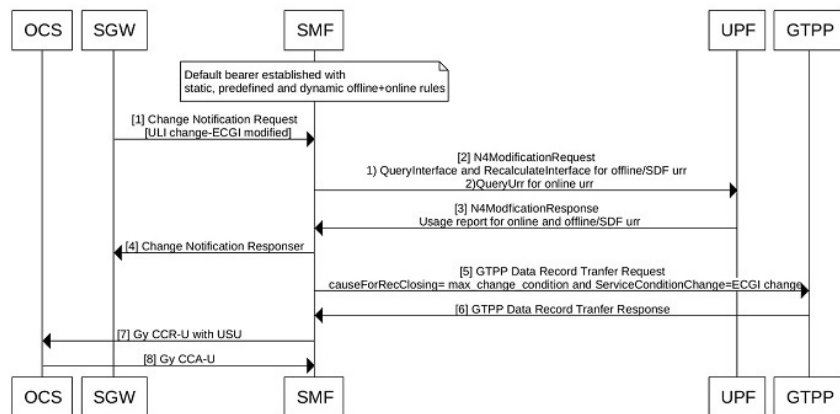 OCS SGW SMF UPF GTPP
Default bearer established with
static, predefined and dynamic offline+online rules
[1] Change Notification Request
[ULI change-ECGI modified]
[2] N4ModificationRequest
1) QueryInterface and RecalculateInterface for offline/SDF urr
2)QueryUrr for online urr
[3] N4ModficationResponse
Usage report for online and offline/SDF urr
[4] Change Notification Responser
[5] GTPP Data Record Tranfer Request
causeForRecClosing= max_change_condition and ServiceConditionChange=ECGI change
[6] GTPP Data Record Tranfer Response
[7] Gy CCR-U with USU
[8] Gy CCA-U
OCS SGW SMF UPF GTPP